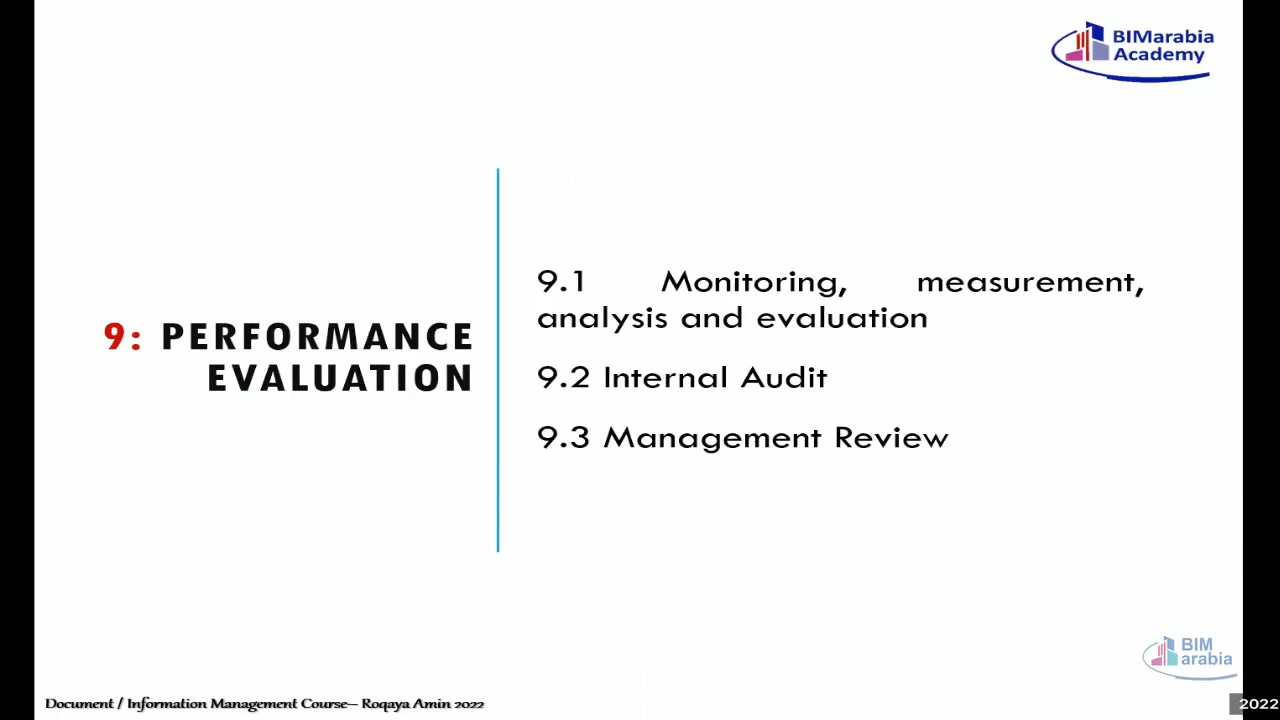 BIMarabia
Academy
9: PERFORMANCE
EVALUATION
9.1 Monitoring, measurement,
analysis and evaluation
9.2 Internal Audit
9.3 Management Review
BIM
arabia
Document / Information Management Course– Roqaya Amin 2022
2022